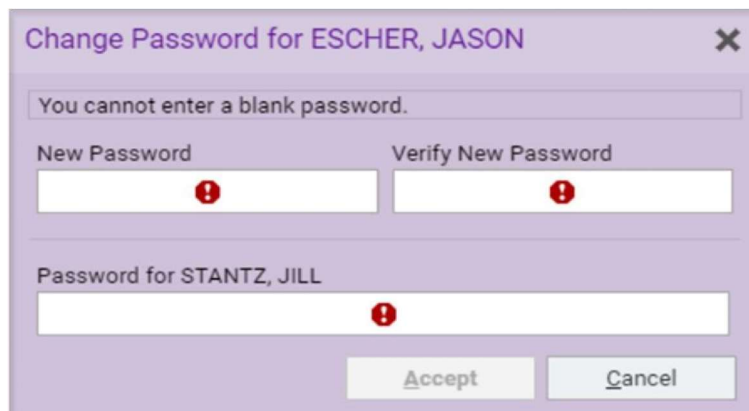 Change Password for ESCHER, JASON
You cannot enter a blank password.
New Password Verify New Password
Password for STANTZ, JILL
Accept Cancel